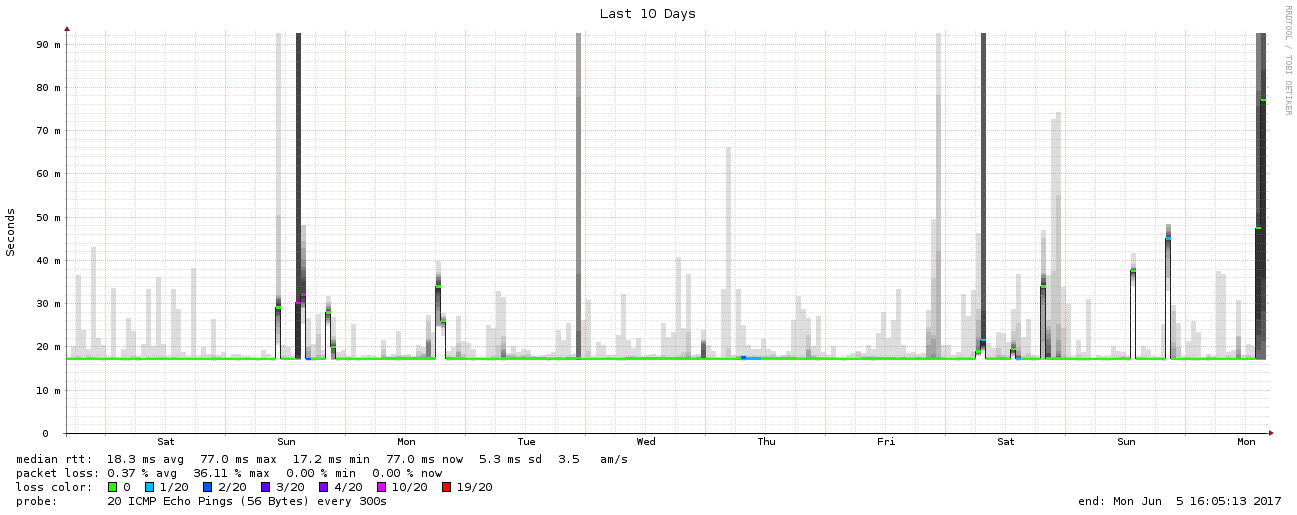 Last 10 Days
RRDTOOL / TOBI OETIKER
Seconds
90 m
80 m
70 m
60 m
50 m
40 m
30 m
20 m
10 m
0
Sat Sun Mon Tue Wed Thu Fri Sat Sun Mon
median rtt: 18.3 ms avg 77.0 ms max 17.2 ms min 77.0 ms now 5.3 ms sd 3.5 am/s
packet loss: 0.37 % avg 36.11 % max 0.00 % min 0.00 % now
loss color: 0 1/20 2/20 3/20 4/20 10/20 19/20
probe: 20 ICMP Echo Pings (56 Bytes) every 300s end: Mon Jun 5 16:05:13 2017